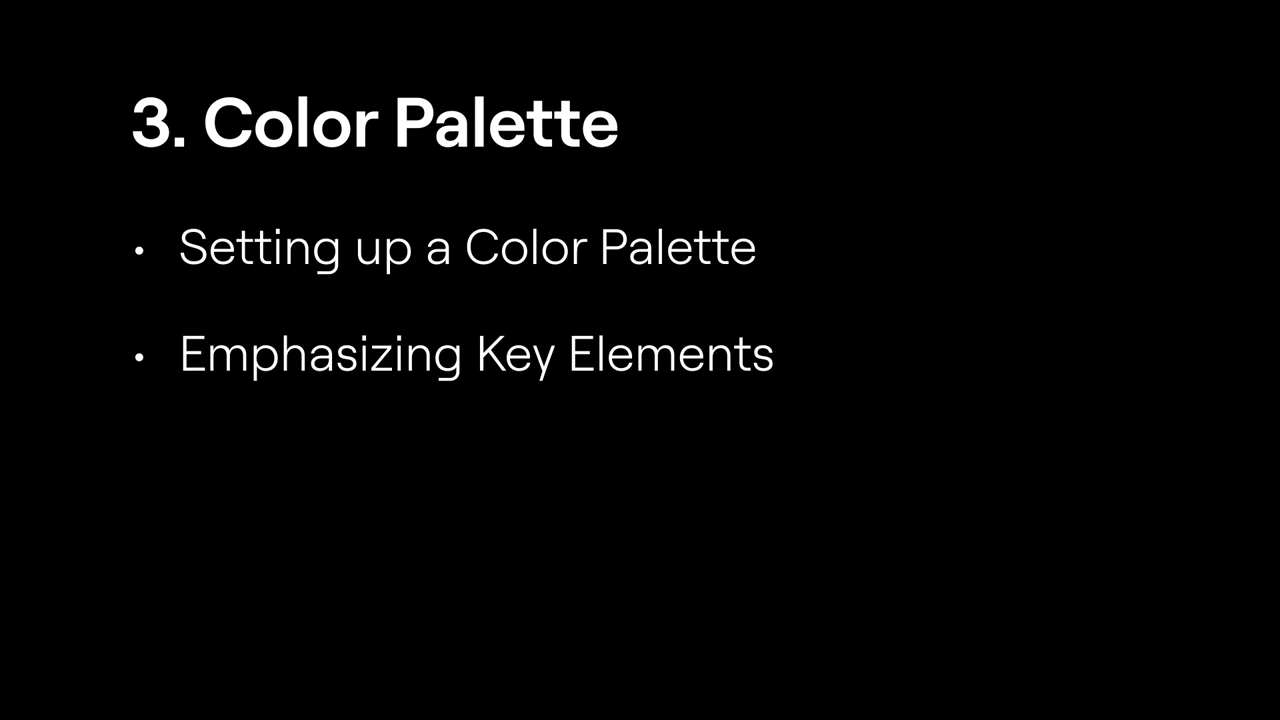 3. Color Palette
• Setting up a Color Palette
• Emphasizing Key Elements